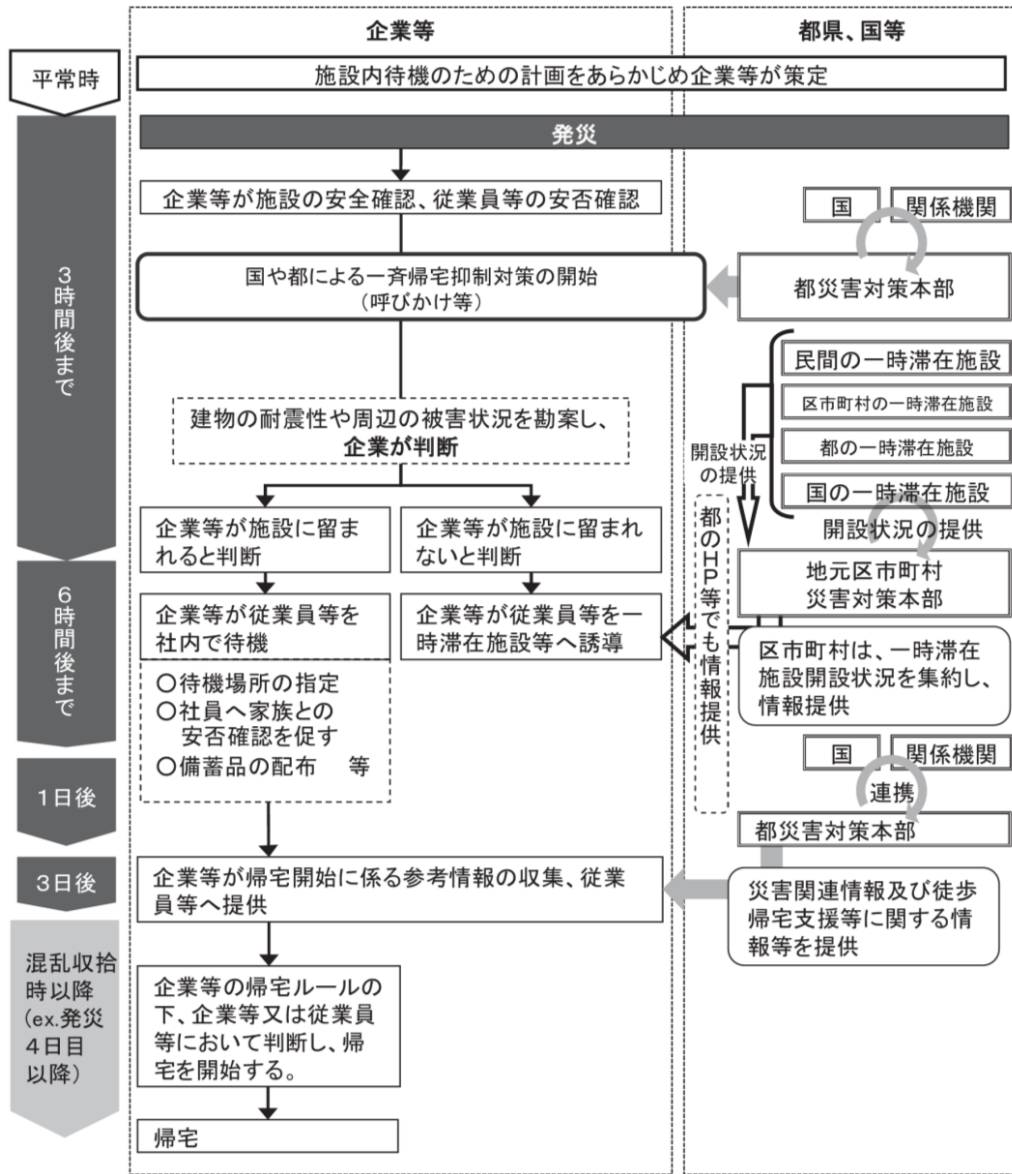 企業等
都県、国等
平常時
施設内待機のための計画をあらかじめ企業等が策定
発災
3時間後まで
企業等が施設の安全確認、従業員等の安否確認
国
関係機関
国や都による一斉帰宅抑制対策の開始
(呼びかけ等)
都災害対策本部
民間の一時滞在施設
区市町村の一時滞在施設
都の一時滞在施設
国の一時滞在施設
建物の耐震性や周辺の被害状況を勘案し、
企業が判断
開設状況
の提供
開設状況の提供
企業等が施設に留ま
れると判断
企業等が施設に留まれ
ないと判断
都のHP等でも情報提供
地元区市町村
災害対策本部
6時間後まで
企業等が従業員等を
社内で待機
企業等が従業員等を一
時滞在施設等へ誘導
区市町村は、一時滞在
施設開設状況を集約し、
情報提供
○待機場所の指定
○社員へ家族との
安否確認を促す
○備蓄品の配布 等
国
関係機関
連携
都災害対策本部
1日後
3日後
企業等が帰宅開始に係る参考情報の収集、従業
員等へ提供
災害関連情報及び徒歩
帰宅支援等に関する情
報等を提供
混乱収拾
時以降
(ex.発災
4日目
以降)
企業等の帰宅ルールの
下、企業等又は従業員
等において判断し、帰
宅を開始する。
帰宅